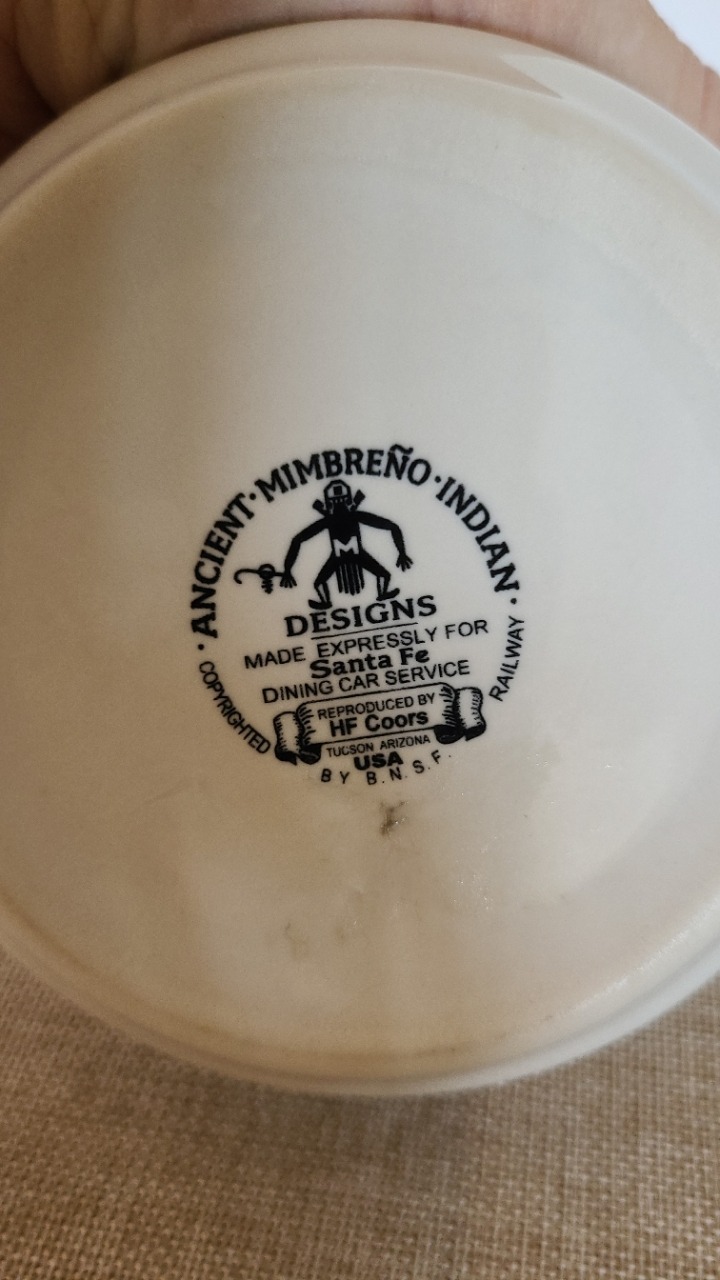 · ANCIENT · MIMBREÑO · INDIAN ·
M
DESIGNS
MADE EXPRESSLY FOR
Santa Fe
DINING CAR SERVICE
REPRODUCED BY
HF Coors
TUCSON ARIZONA
USA
COPYRIGHTED BY B.N.S.F. RAILWAY